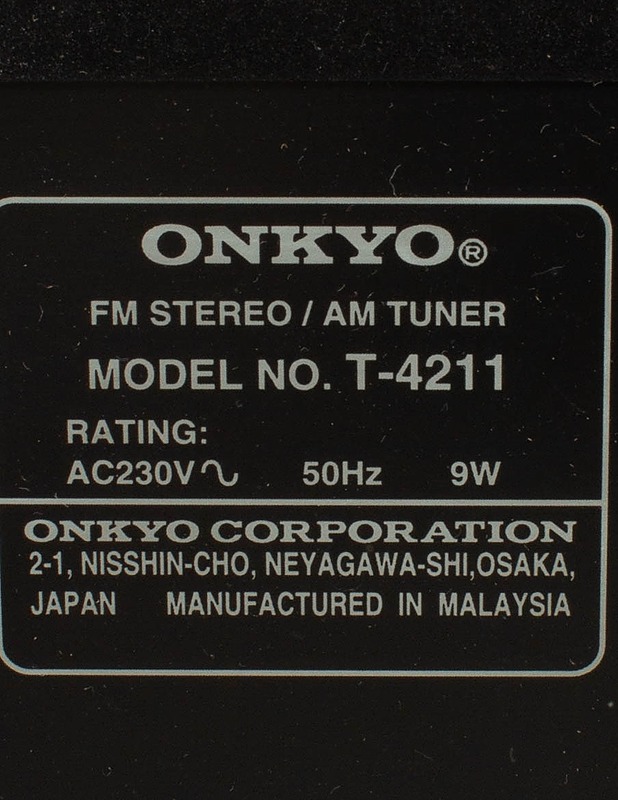 ONKYO®
FM STEREO / AM TUNER
MODEL NO. T-4211
RATING:
AC230V∿ 50Hz 9W
ONKYO CORPORATION
2-1, NISSHIN-CHO, NEYAGAWA-SHI,OSAKA,
JAPAN MANUFACTURED IN MALAYSIA